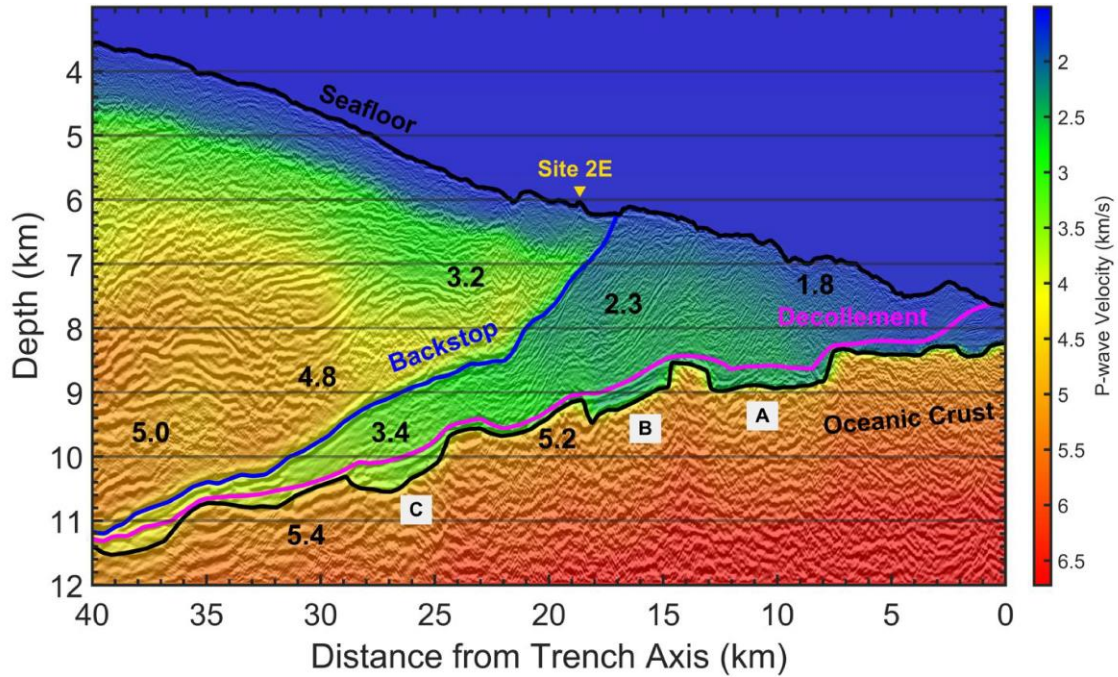 4
5
6
7
8
9
10
11
12
Depth (km)
Seafloor
Site 2E
3.2
2.3
1.8
Decollement
Backstop
4.8
5.0
3.4
5.2
B
A
Oceanic Crust
C
5.4
40 35 30 25 20 15 10 5 0
Distance from Trench Axis (km)
2
2.5
3
3.5
4
4.5
5
5.5
6
6.5
P-wave Velocity (km/s)